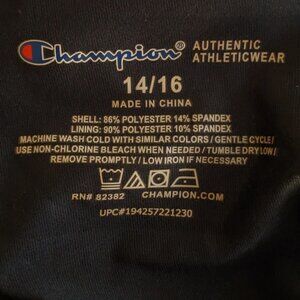 Champion® AUTHENTIC
ATHLETICWEAR
14/16
MADE IN CHINA
SHELL: 86% POLYESTER 14% SPANDEX
LINING: 90% POLYESTER 10% SPANDEX
MACHINE WASH COLD WITH SIMILAR COLORS / GENTLE CYCLE/
USE NON-CHLORINE BLEACH WHEN NEEDED / TUMBLE DRY LOW/
REMOVE PROMPTLY / LOW IRON IF NECESSARY
RN# 82382 CHAMPION.COM
UPC#194257221230